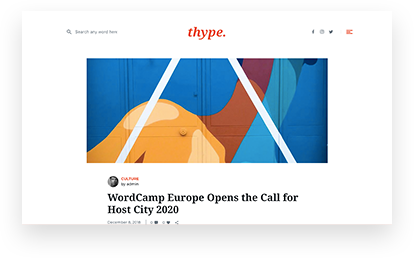 Search any word here
thype.
CULTURE
by admin
WordCamp Europe Opens the Call for
Host City 2020
December 8, 2018